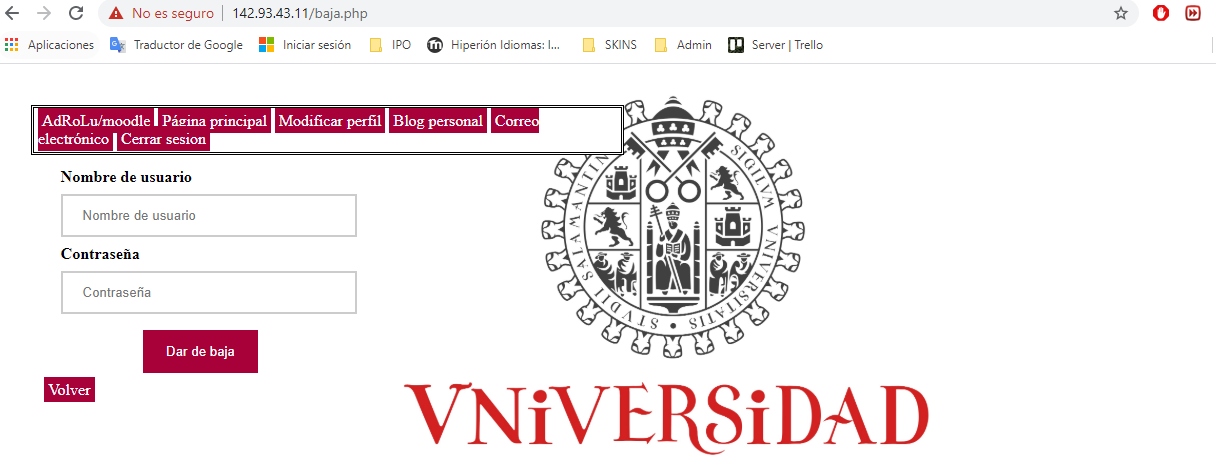 No es seguro | 142.93.43.11/baja.php
Aplicaciones Traductor de Google Iniciar sesión IPO Hiperión Idiomas: I... SKINS Admin Server | Trello
AdRoLu/moodle Página principal Modificar perfil Blog personal Correo
electrónico Cerrar sesion
Nombre de usuario
Nombre de usuario
Contraseña
Contraseña
Dar de baja
Volver
SIGILVM VNIVERSITATIS STVDII SALAMANTIN
VNiVERSiDAD